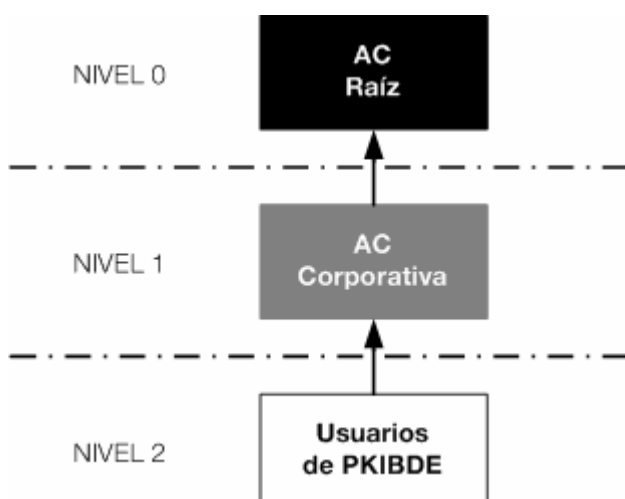 NIVEL 0
AC
Raíz
NIVEL 1
AC
Corporativa
NIVEL 2
Usuarios
de PKIBDE